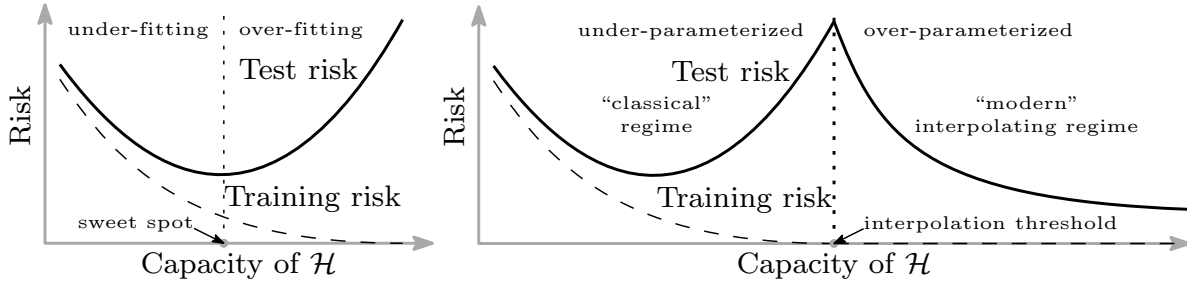 under-fitting
over-fitting
Test risk
Risk
Training risk
sweet spot
Capacity of ℋ
under-parameterized
over-parameterized
Test risk
“classical”
regime
“modern”
interpolating regime
Risk
Training risk
interpolation threshold
Capacity of ℋ